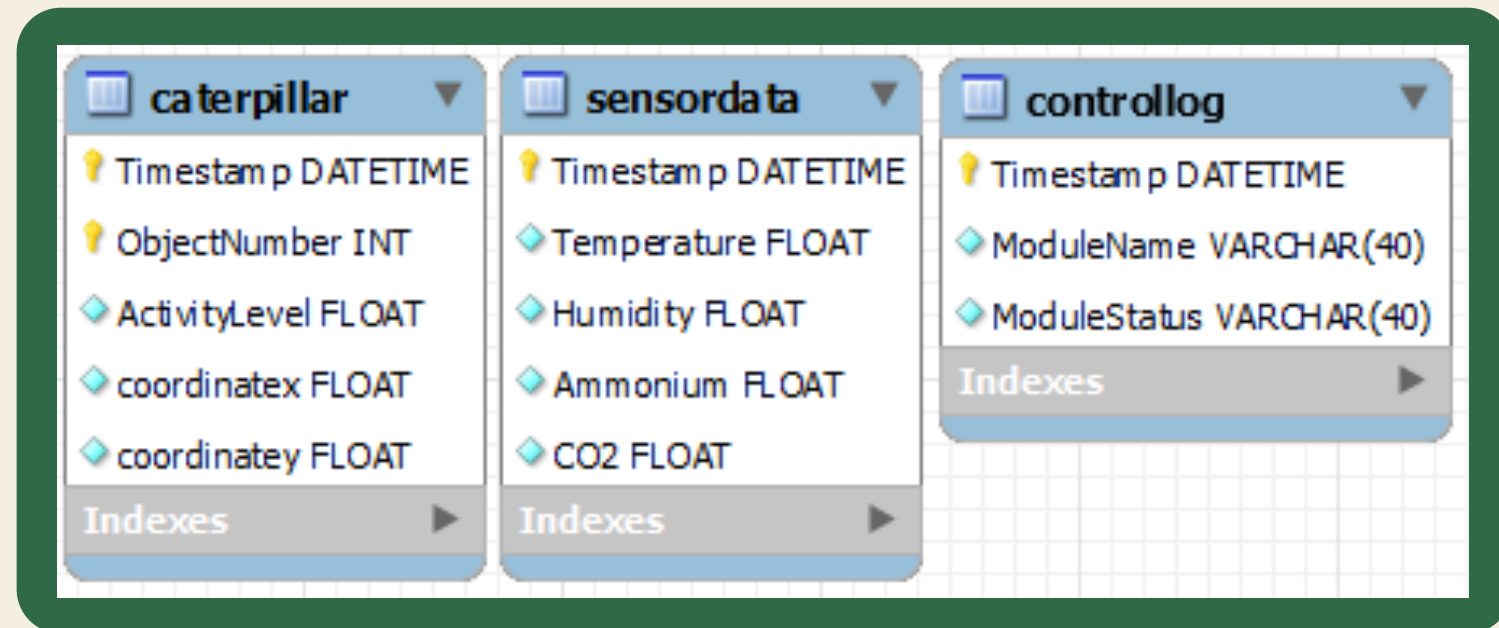 caterpillar
Timestamp DATETIME
ObjectNumber INT
ActivityLevel FLOAT
coordinatex FLOAT
coordinatey FLOAT
Indexes
sensordata
Timestamp DATETIME
Temperature FLOAT
Humidity FLOAT
Ammonium FLOAT
CO2 FLOAT
Indexes
controllog
Timestamp DATETIME
ModuleName VARCHAR(40)
ModuleStatus VARCHAR(40)
Indexes